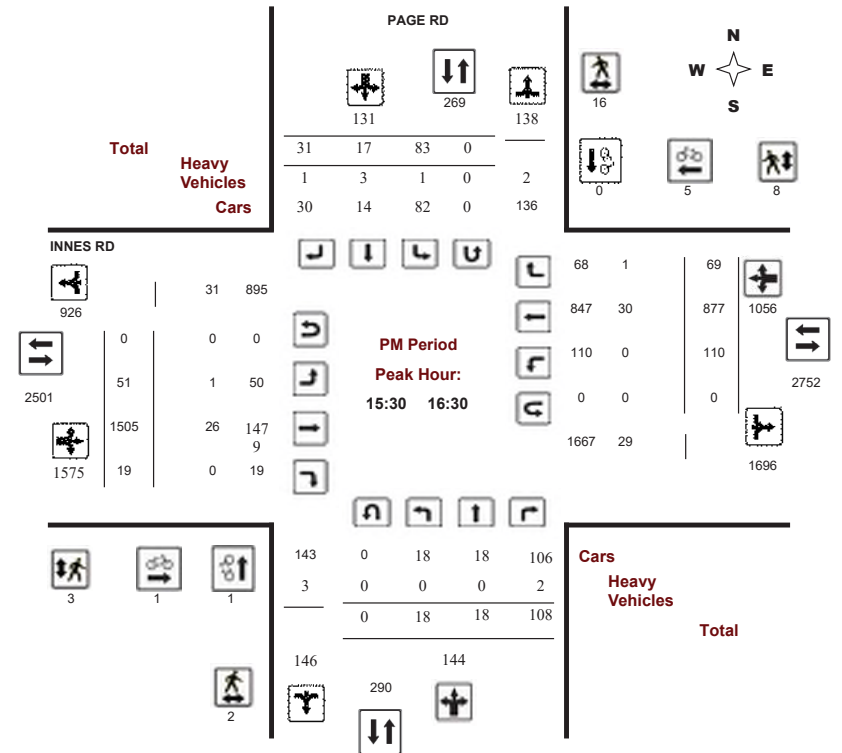 PAGE RD
N
W E
S
269
16
131 138
Total 31 17 83 0
Heavy
Vehicles 1 3 1 0 2
Cars 30 14 82 0 136
0 5 8
INNES RD
926 31 895
68 1 69
847 30 877 1056
0 0 0
PM Period
110 0 110
2501 51 1 50
Peak Hour:
2752
15:30 16:30
0 0 0
1505 26 147
9
1667 29 1696
1575 19 0 19
143 0 18 18 106 Cars
3 0 0 0 2 Heavy
Vehicles
0 18 18 108 Total
3 1 1
146 144
290
2